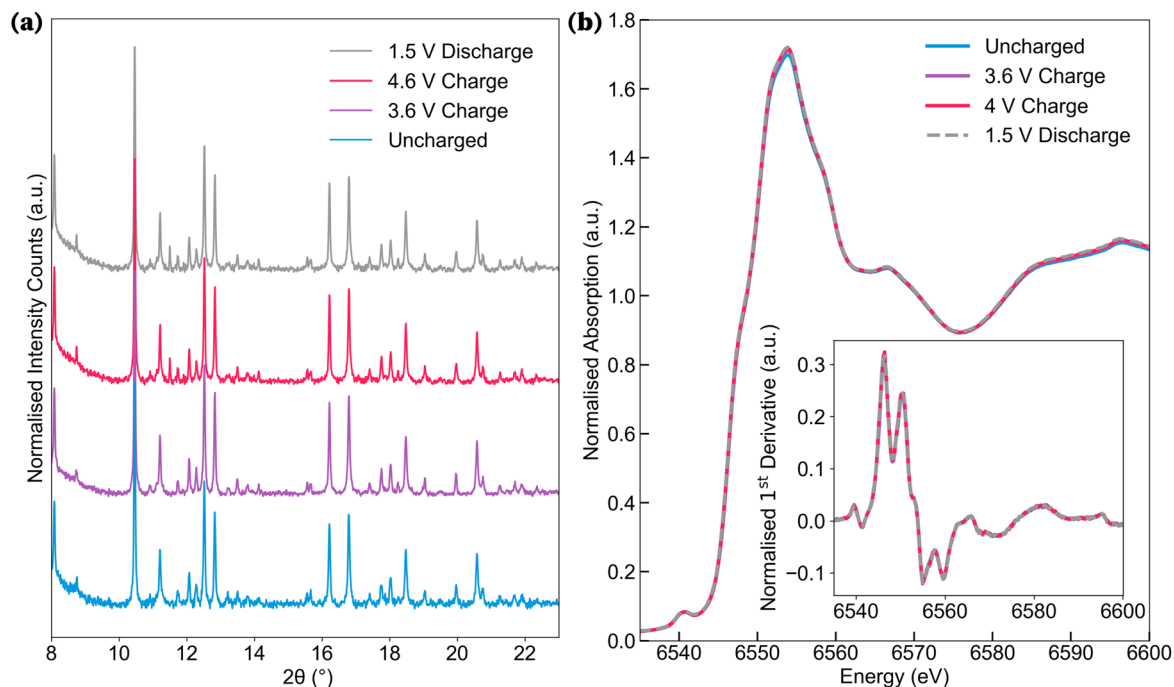 (a)
1.5 V Discharge
4.6 V Charge
3.6 V Charge
Uncharged
Normalised Intensity Counts (a.u.)
8 10 12 14 16 18 20 22
2θ (°)
(b)
Uncharged
3.6 V Charge
4 V Charge
1.5 V Discharge
Normalised Absorption (a.u.)
1.8
1.6
1.4
1.2
1.0
0.8
0.6
0.4
0.2
0.0
6540 6550 6560 6570 6580 6590 6600
Energy (eV)
Normalised 1st Derivative (a.u.)
0.3
0.2
0.1
0.0
−0.1
6540 6560 6580 6600